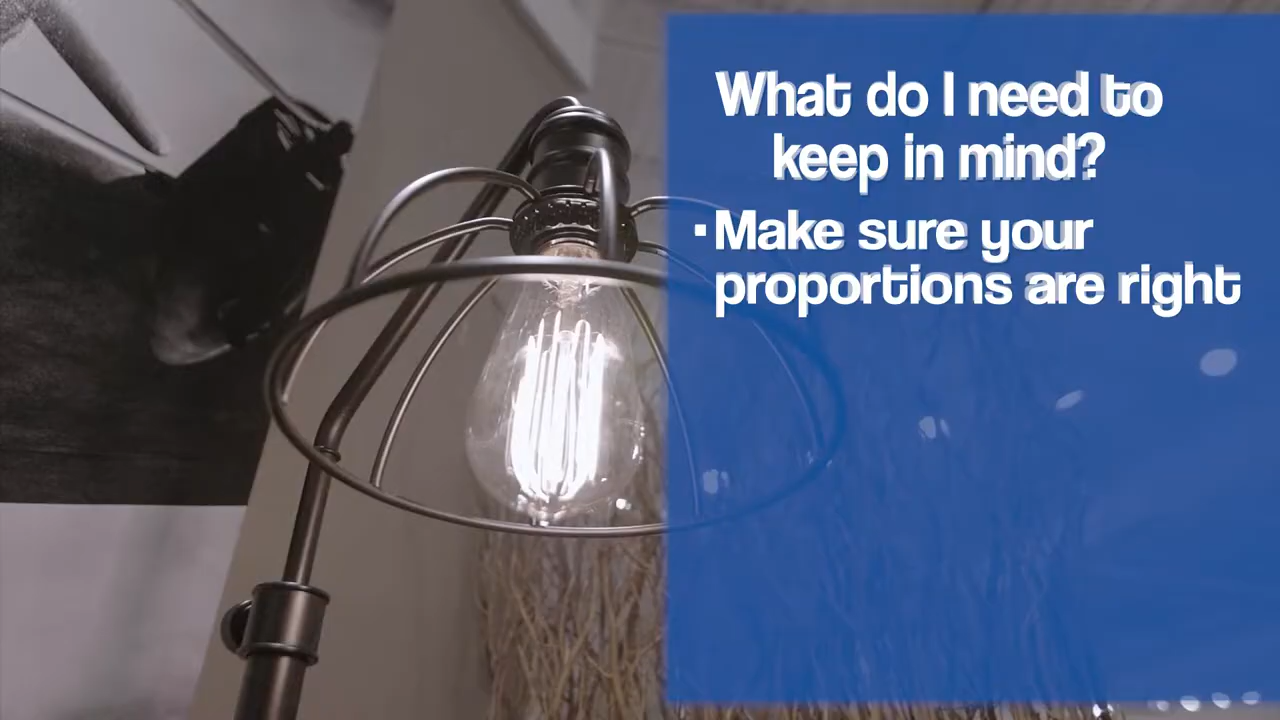 What do I need to
keep in mind?
▪Make sure your
proportions are right